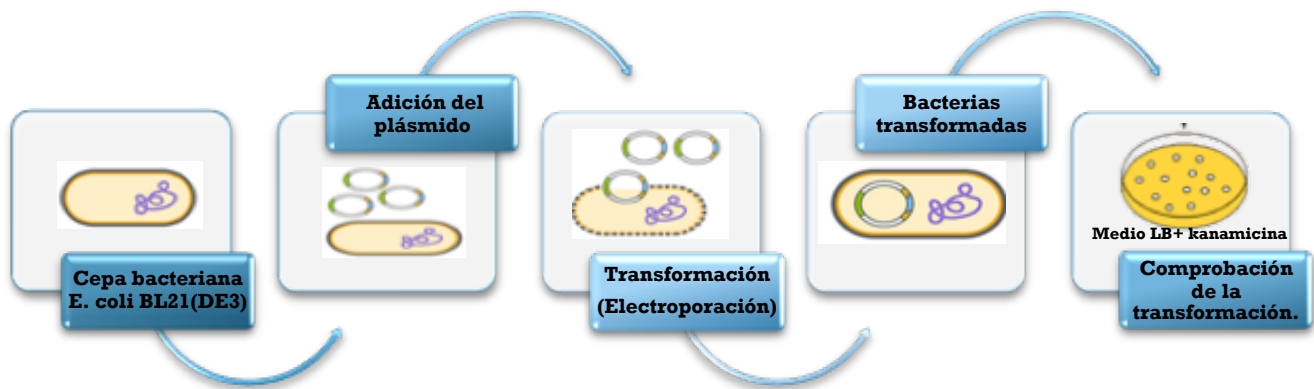 Cepa bacteriana
E. coli BL21(DE3)
Adición del
plásmido
Transformación
(Electroporación)
Bacterias
transformadas
Medio LB+ kanamicina
Comprobación
de la
transformación.